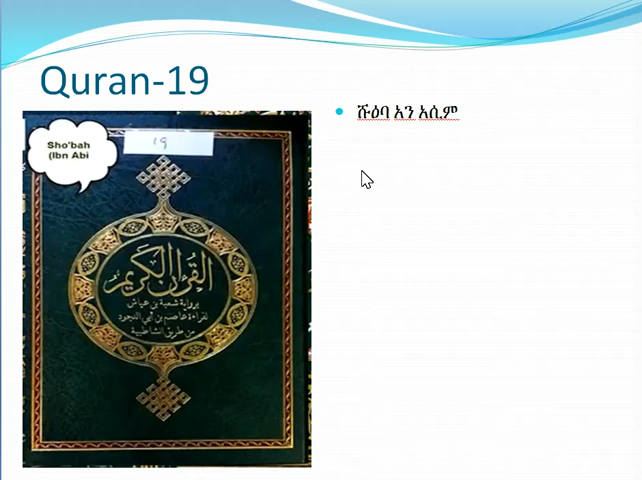 Quran-19
ሹዕባ አን አሲም
Sho'bah
(Ibn Abi
19
القرآن الكريم
برواية شعبة بن عياش
لقراءة عاصم بن أبي النجود
من طريق الشاطبية